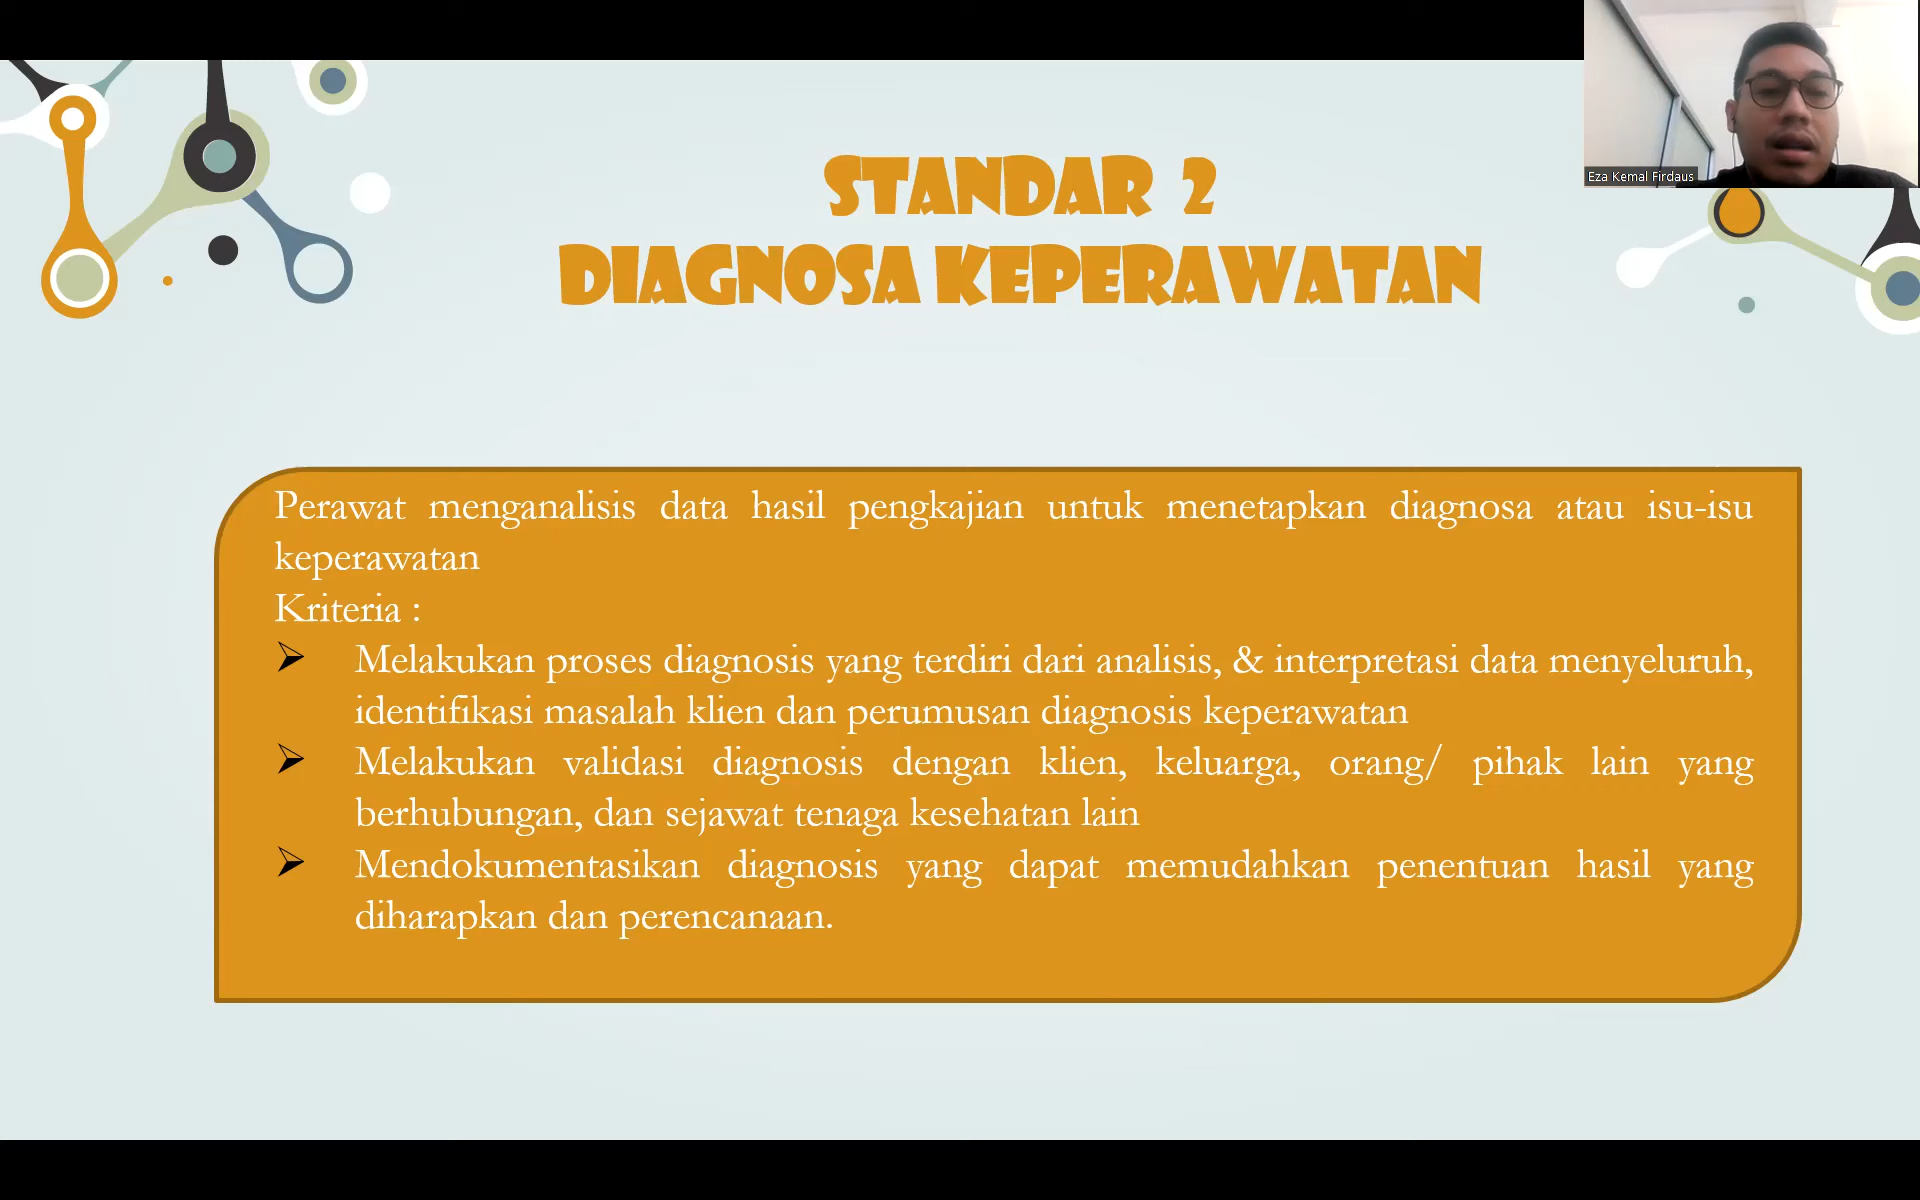 Eza Kemal Firdaus
STANDAR 2
DIAGNOSA KEPERAWATAN
Perawat menganalisis data hasil pengkajian untuk menetapkan diagnosa atau isu-isu
keperawatan
Kriteria :
Melakukan proses diagnosis yang terdiri dari analisis, & interpretasi data menyeluruh,
identifikasi masalah klien dan perumusan diagnosis keperawatan
Melakukan validasi diagnosis dengan klien, keluarga, orang/ pihak lain yang
berhubungan, dan sejawat tenaga kesehatan lain
Mendokumentasikan diagnosis yang dapat memudahkan penentuan hasil yang
diharapkan dan perencanaan.